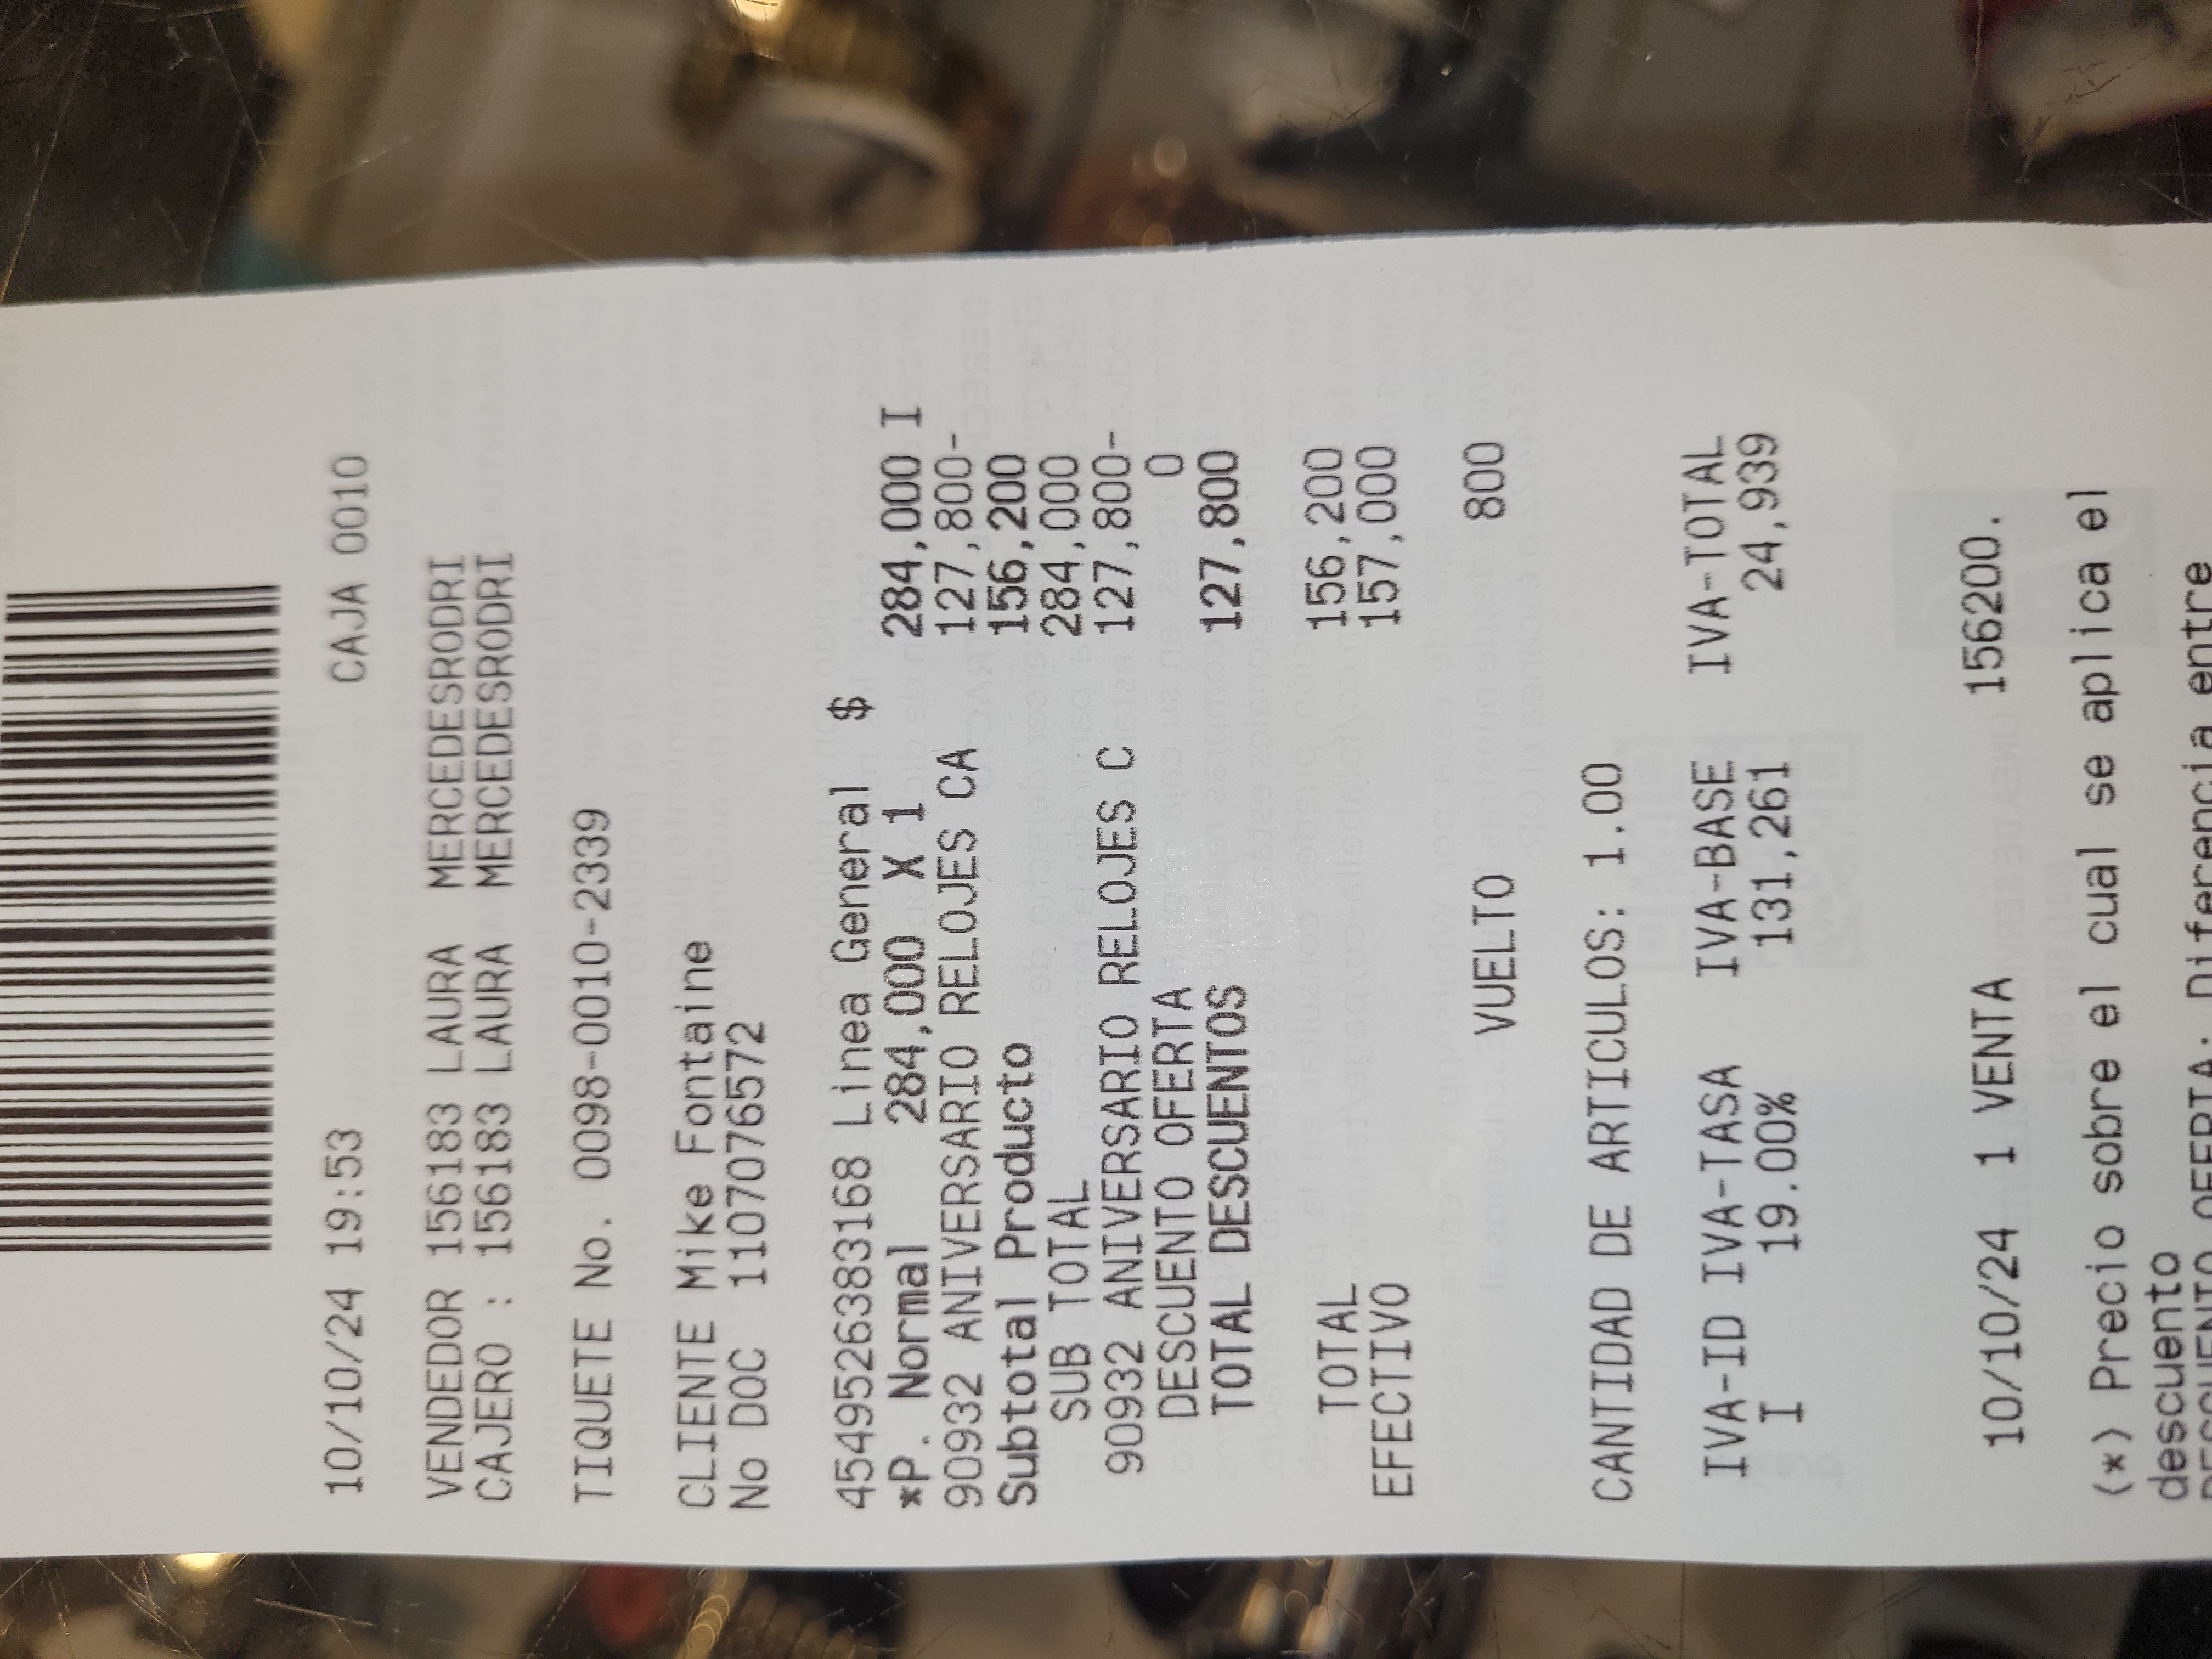 10/10/24 19:53 CAJA 0010
VENDEDOR 156183 LAURA MERCEDESRODRI
CAJERO : 156183 LAURA MERCEDESRODRI
TIQUETE No. 0098-0010-2339
CLIENTE Mike Fontaine
No DOC 1107076572
4549526383168 Linea General $
*P. Normal 284,000 X 1 284,000 I
90932 ANIVERSARIO RELOJES CA 127,800-
Subtotal Producto 156,200
SUB TOTAL 284,000
90932 ANIVERSARIO RELOJES C 127,800-
DESCUENTO OFERTA 0
TOTAL DESCUENTOS 127,800
TOTAL 156,200
EFECTIVO 157,000
VUELTO 800
CANTIDAD DE ARTICULOS: 1.00
IVA-ID IVA-TASA IVA-BASE IVA-TOTAL
I 19.00% 131,261 24,939
10/10/24 1 VENTA 156200.
(*) Precio sobre el cual se aplica el
descuento
DESCUENTO OFERTA: Diferencia entre